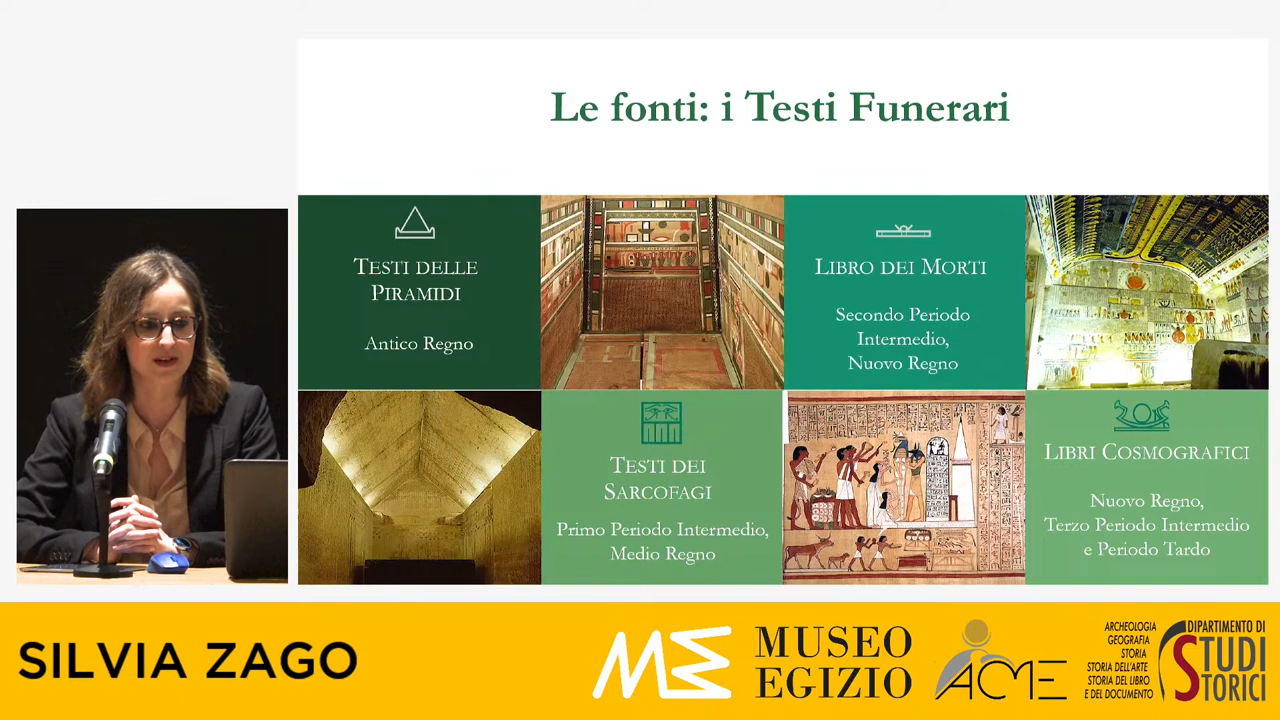 Le fonti: i Testi Funerari
TESTI DELLE
PIRAMIDI
Antico Regno
LIBRO DEI MORTI
Secondo Periodo
Intermedio,
Nuovo Regno
TESTI DEI
SARCOFAGI
Primo Periodo Intermedio,
Medio Regno
LIBRI COSMOGRAFICI
Nuovo Regno,
Terzo Periodo Intermedio
e Periodo Tardo
SILVIA ZAGO
ME
MUSEO
EGIZIO
ACME
ARCHEOLOGIA
GEOGRAFIA
STORIA
STORIA DELL'ARTE
STORIA DEL LIBRO
E DEL DOCUMENTO
DIPARTIMENTO DI
STUDI
STORICI